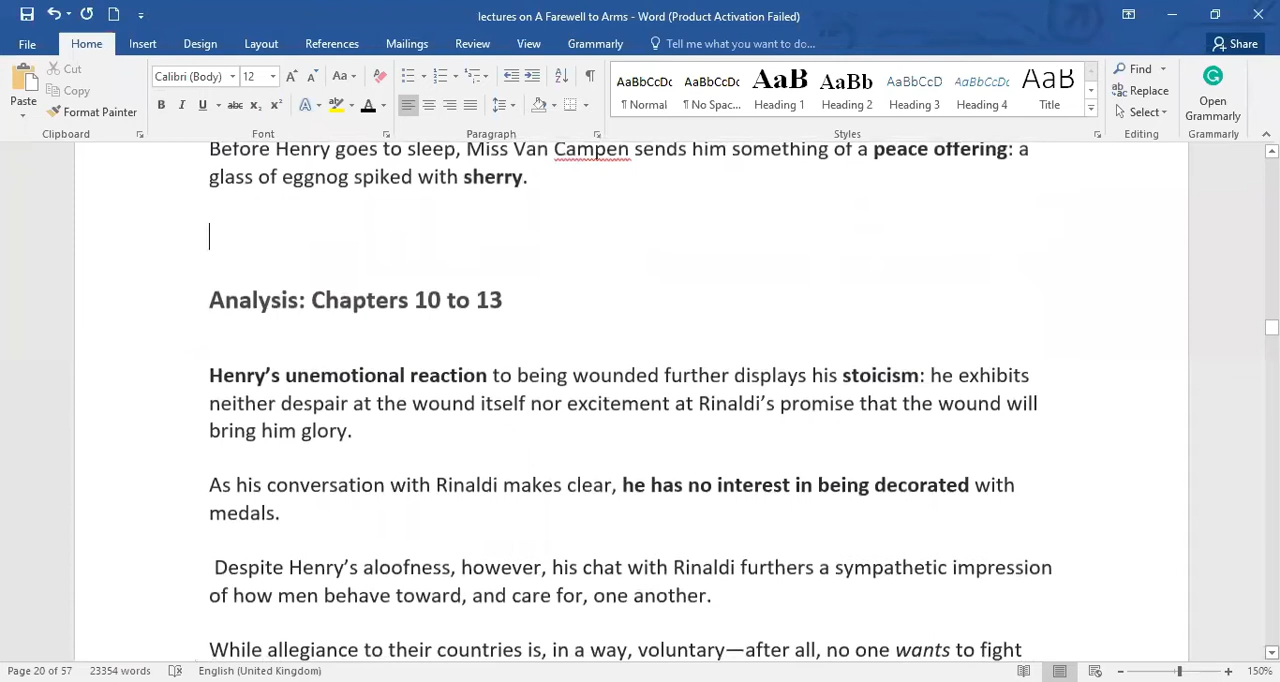 lectures on A Farewell to Arms - Word (Product Activation Failed)
File Home Insert Design Layout References Mailings Review View Grammarly Tell me what you want to do... Share
Paste Cut Copy Format Painter
Calibri (Body) 12
AaBbCcDc ¶ Normal
AaBbCcDc ¶ No Spac...
AaB Heading 1
AaBb Heading 2
AaBbCcD Heading 3
AaBbCcDc Heading 4
AaB Title
Find
Replace
Select
Open Grammarly
Clipboard Font Paragraph Styles Editing Grammarly
Before Henry goes to sleep, Miss Van Campen sends him something of a peace offering: a
glass of eggnog spiked with sherry.
Analysis: Chapters 10 to 13
Henry’s unemotional reaction to being wounded further displays his stoicism: he exhibits
neither despair at the wound itself nor excitement at Rinaldi’s promise that the wound will
bring him glory.
As his conversation with Rinaldi makes clear, he has no interest in being decorated with
medals.
Despite Henry’s aloofness, however, his chat with Rinaldi furthers a sympathetic impression
of how men behave toward, and care for, one another.
While allegiance to their countries is, in a way, voluntary—after all, no one wants to fight
Page 20 of 57 23354 words English (United Kingdom) 150%